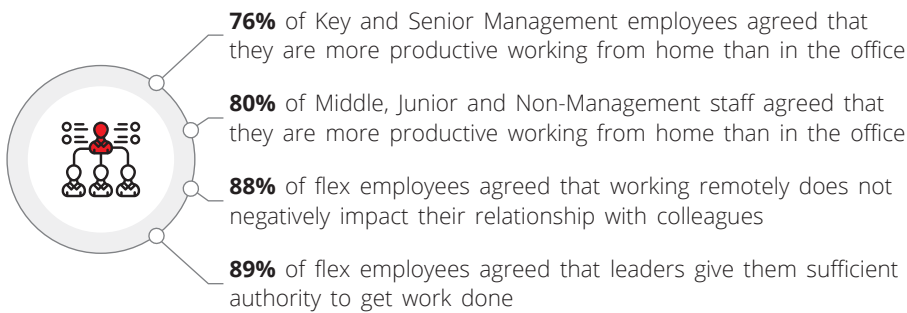 76% of Key and Senior Management employees agreed that
they are more productive working from home than in the office
80% of Middle, Junior and Non-Management staff agreed that
they are more productive working from home than in the office
88% of flex employees agreed that working remotely does not
negatively impact their relationship with colleagues
89% of flex employees agreed that leaders give them sufficient
authority to get work done